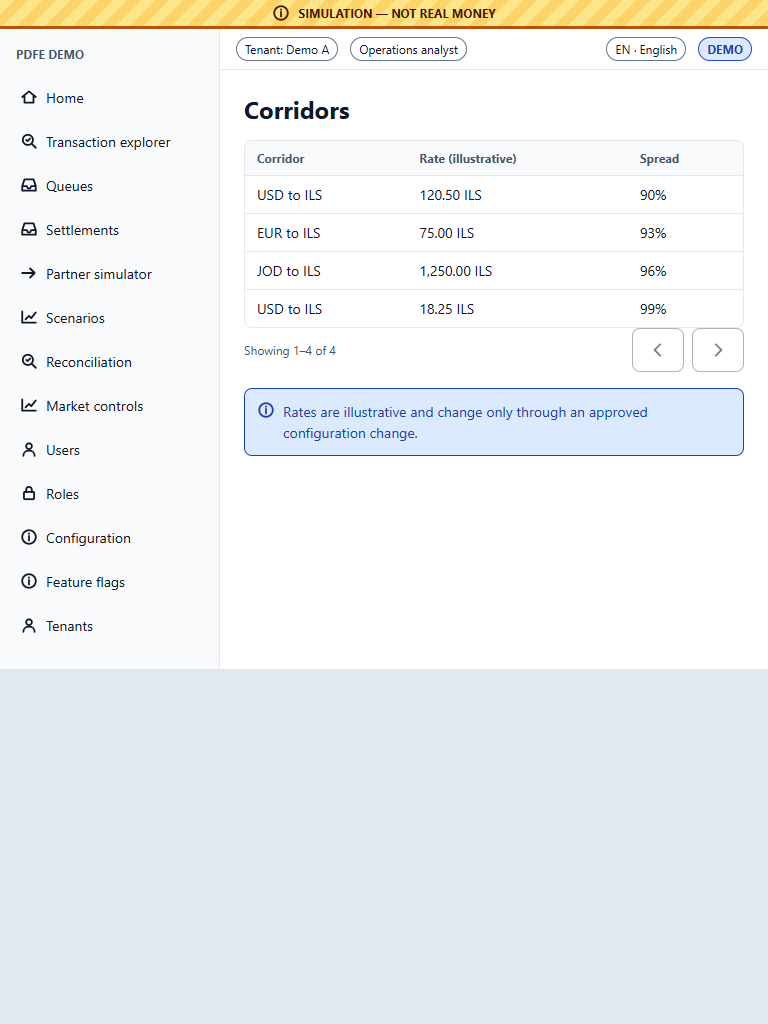 SIMULATION — NOT REAL MONEY
PDFE DEMO
Tenant: Demo A
Operations analyst
EN · English
DEMO
Home
Transaction explorer
Queues
Settlements
Partner simulator
Scenarios
Reconciliation
Market controls
Users
Roles
Configuration
Feature flags
Tenants
Corridors
Corridor Rate (illustrative) Spread
USD to ILS 120.50 ILS 90%
EUR to ILS 75.00 ILS 93%
JOD to ILS 1,250.00 ILS 96%
USD to ILS 18.25 ILS 99%
Showing 1–4 of 4
Rates are illustrative and change only through an approved
configuration change.